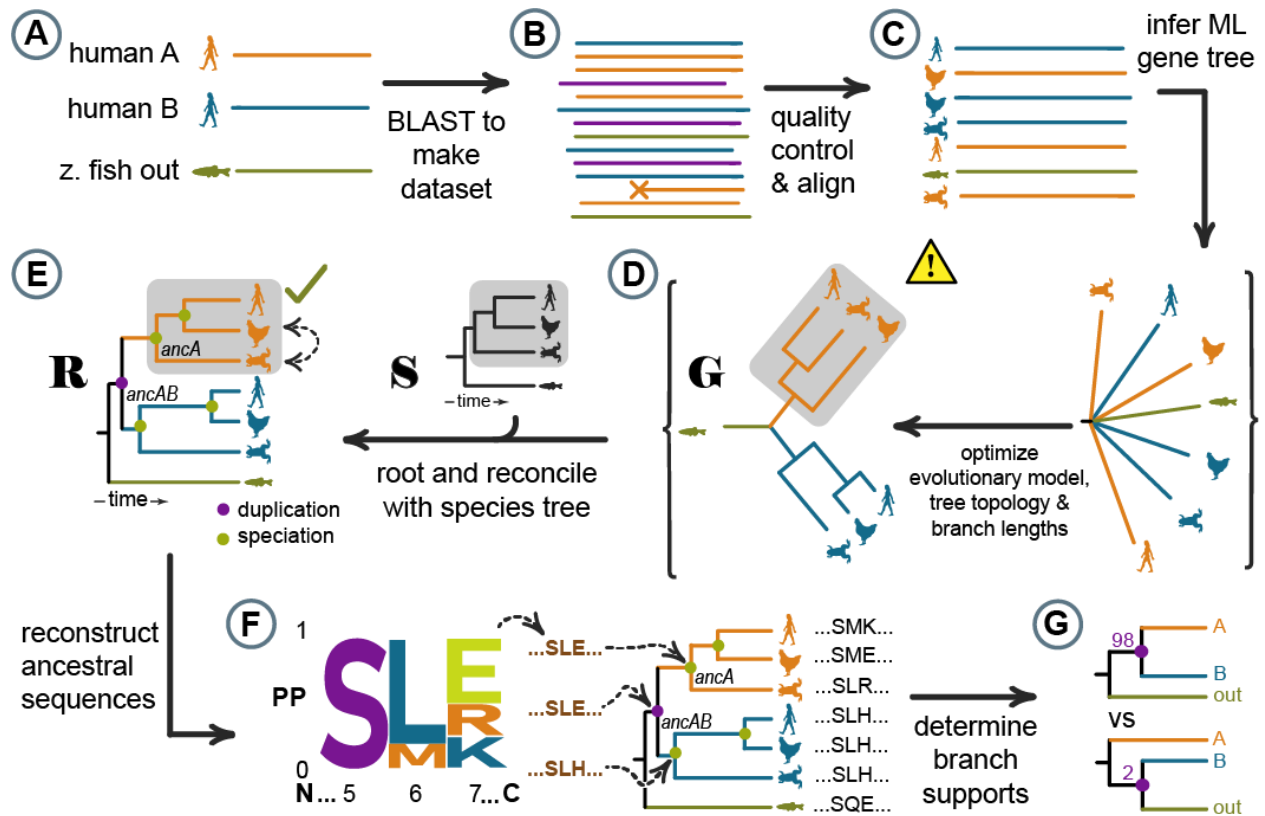 A
human A
human B
z. fish out
BLAST to
make
dataset
B
quality
control
& align
C
infer ML
gene tree
D
!
G
optimize
evolutionary model,
tree topology &
branch lengths
E
R
ancA
ancAB
–time→
S
–time→
root and reconcile
with species tree
duplication
speciation
reconstruct
ancestral
sequences
F
1
PP
0
S
L
M
E
R
K
N... 5 6 7... C
...SLE...
...SLE...
...SLH...
ancA
ancAB
...SMK...
...SME...
...SLR...
...SLH...
...SLH...
...SLH...
...SQE...
determine
branch
supports
G
98
A
B
out
vs
2
A
B
out